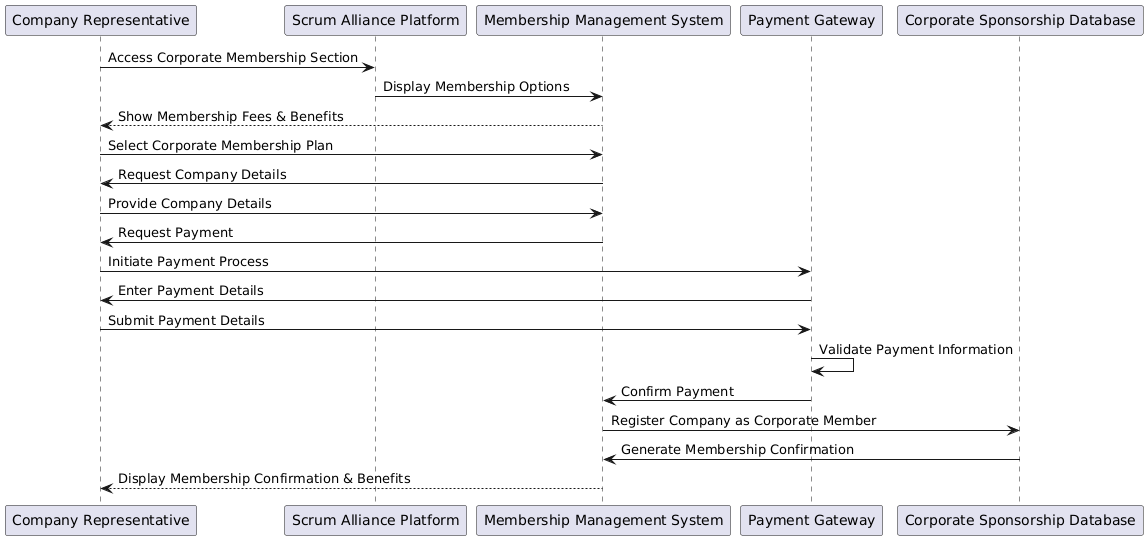 Company Representative
Scrum Alliance Platform
Membership Management System
Payment Gateway
Corporate Sponsorship Database
Access Corporate Membership Section
Display Membership Options
Show Membership Fees & Benefits
Select Corporate Membership Plan
Request Company Details
Provide Company Details
Request Payment
Initiate Payment Process
Enter Payment Details
Submit Payment Details
Validate Payment Information
Confirm Payment
Register Company as Corporate Member
Generate Membership Confirmation
Display Membership Confirmation & Benefits
Company Representative
Scrum Alliance Platform
Membership Management System
Payment Gateway
Corporate Sponsorship Database